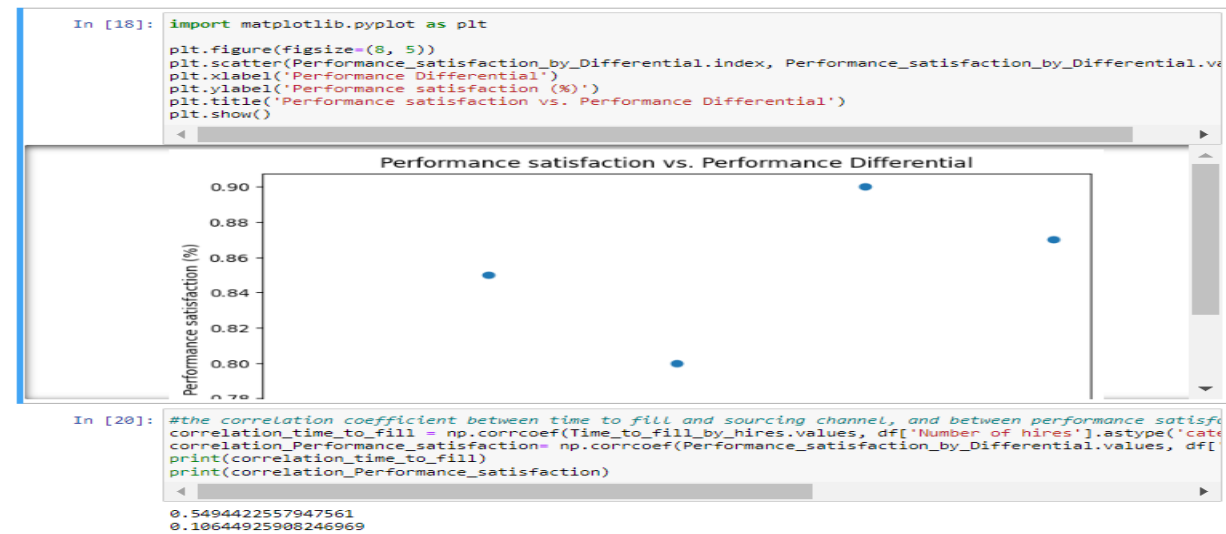 In [18]: import matplotlib.pyplot as plt
plt.figure(figsize=(8, 5))
plt.scatter(Performance_satisfaction_by_Differential.index, Performance_satisfaction_by_Differential.va
plt.xlabel('Performance Differential')
plt.ylabel('Performance satisfaction (%)')
plt.title('Performance satisfaction vs. Performance Differential')
plt.show()
Performance satisfaction vs. Performance Differential
Performance satisfaction (%)
0.90
0.88
0.86
0.84
0.82
0.80
0.78
In [20]: #the correlation coefficient between time to fill and sourcing channel, and between performance satisfa
correlation_time_to_fill = np.corrcoef(Time_to_fill_by_hires.values, df['Number of hires'].astype('cate
correlation_Performance_satisfaction= np.corrcoef(Performance_satisfaction_by_Differential.values, df['
print(correlation_time_to_fill)
print(correlation_Performance_satisfaction)
0.5494422557947561
0.10644925908246969